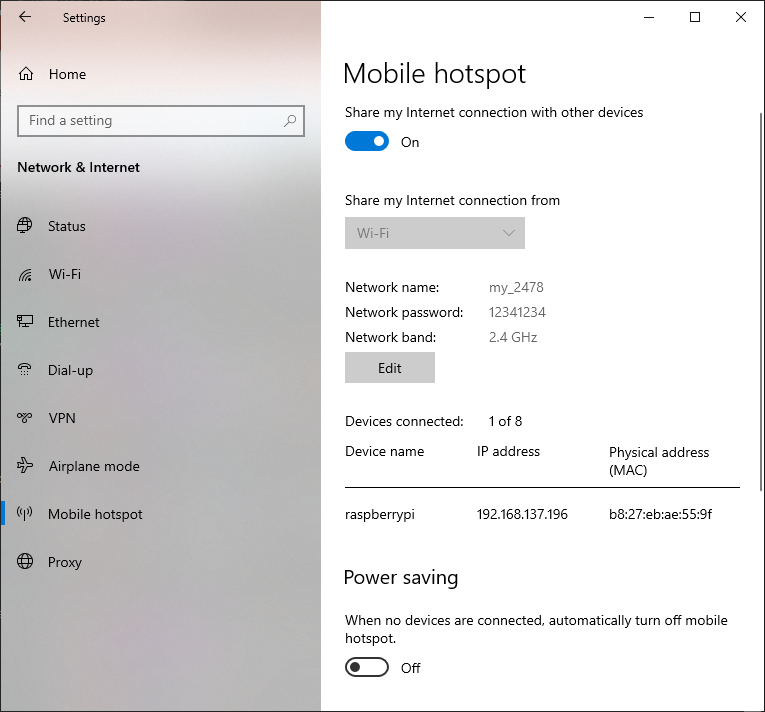 Settings
Home
Find a setting
Network & Internet
Status
Wi-Fi
Ethernet
Dial-up
VPN
Airplane mode
Mobile hotspot
Proxy
Mobile hotspot
Share my Internet connection with other devices
On
Share my Internet connection from
Wi-Fi
Network name: my_2478
Network password: 12341234
Network band: 2.4 GHz
Edit
Devices connected: 1 of 8
Device name IP address Physical address
(MAC)
raspberrypi 192.168.137.196 b8:27:eb:ae:55:9f
Power saving
When no devices are connected, automatically turn off mobile
hotspot.
Off